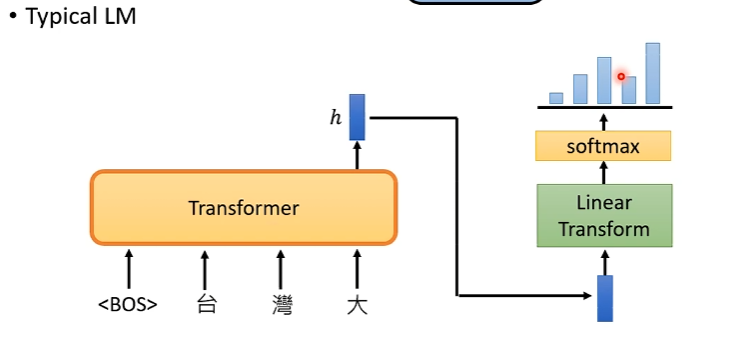 • Typical LM
h
softmax
Transformer
Linear
Transform
<BOS> 台 灣 大